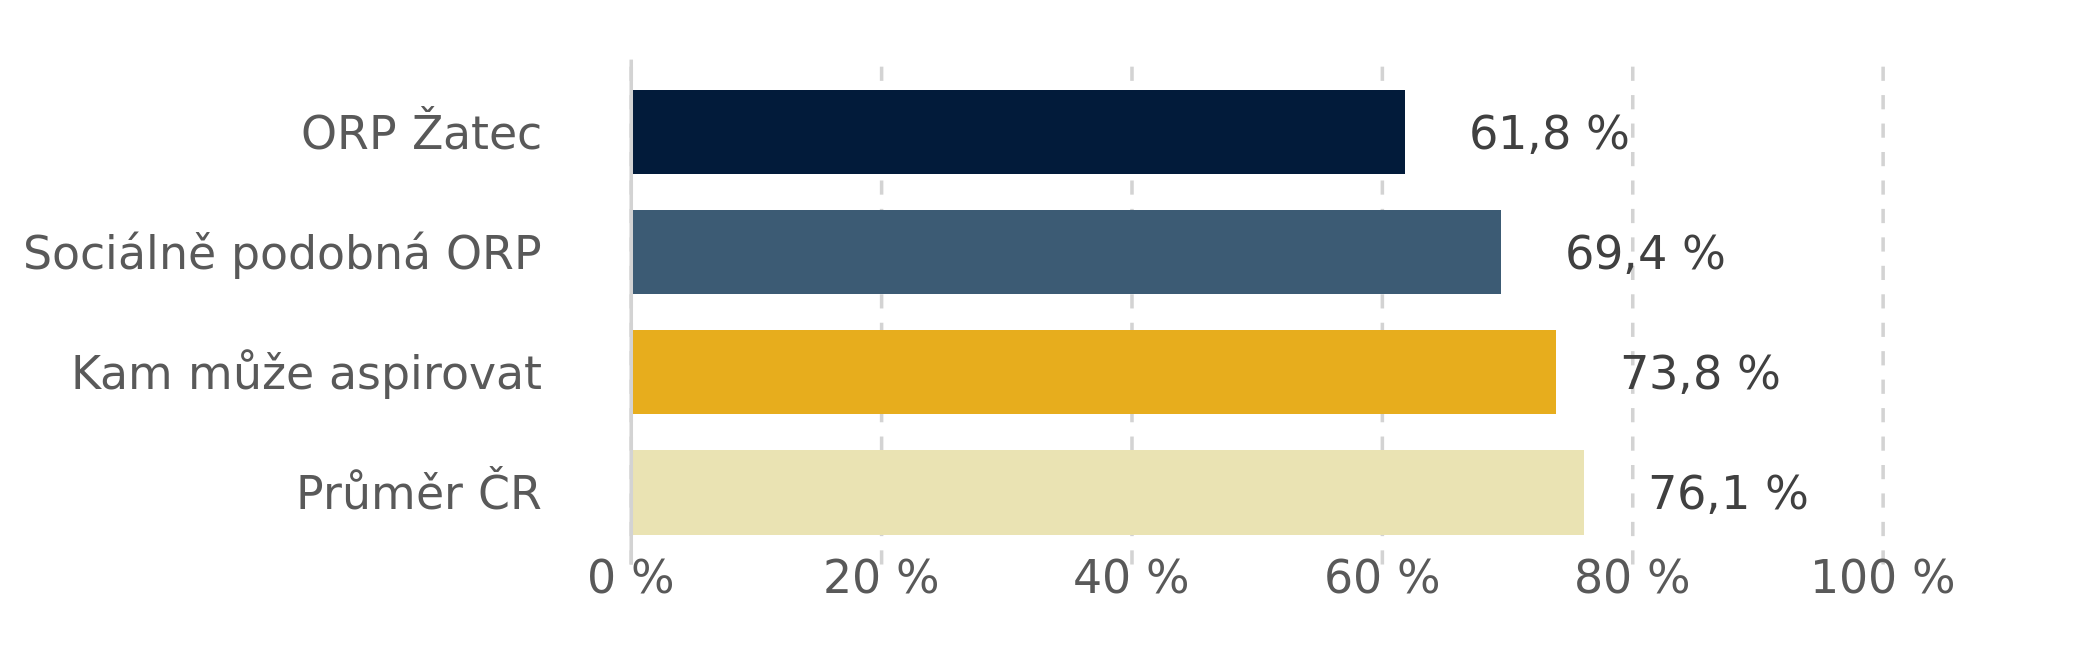 ORP Žatec 61,8 %
Sociálně podobná ORP 69,4 %
Kam může aspirovat 73,8 %
Průměr ČR 76,1 %
0 % 20 % 40 % 60 % 80 % 100 %